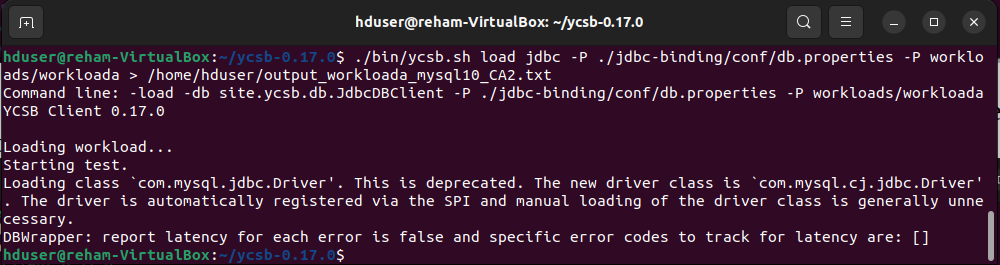 hduser@reham-VirtualBox: ~/ycsb-0.17.0
hduser@reham-VirtualBox:~/ycsb-0.17.0$ ./bin/ycsb.sh load jdbc -P ./jdbc-binding/conf/db.properties -P worklo
ads/workloada > /home/hduser/output_workloada_mysql10_CA2.txt
Command line: -load -db site.ycsb.db.JdbcDBClient -P ./jdbc-binding/conf/db.properties -P workloads/workloada
YCSB Client 0.17.0
Loading workload...
Starting test.
Loading class `com.mysql.jdbc.Driver'. This is deprecated. The new driver class is `com.mysql.cj.jdbc.Driver'
. The driver is automatically registered via the SPI and manual loading of the driver class is generally unne
cessary.
DBWrapper: report latency for each error is false and specific error codes to track for latency are: []
hduser@reham-VirtualBox:~/ycsb-0.17.0$